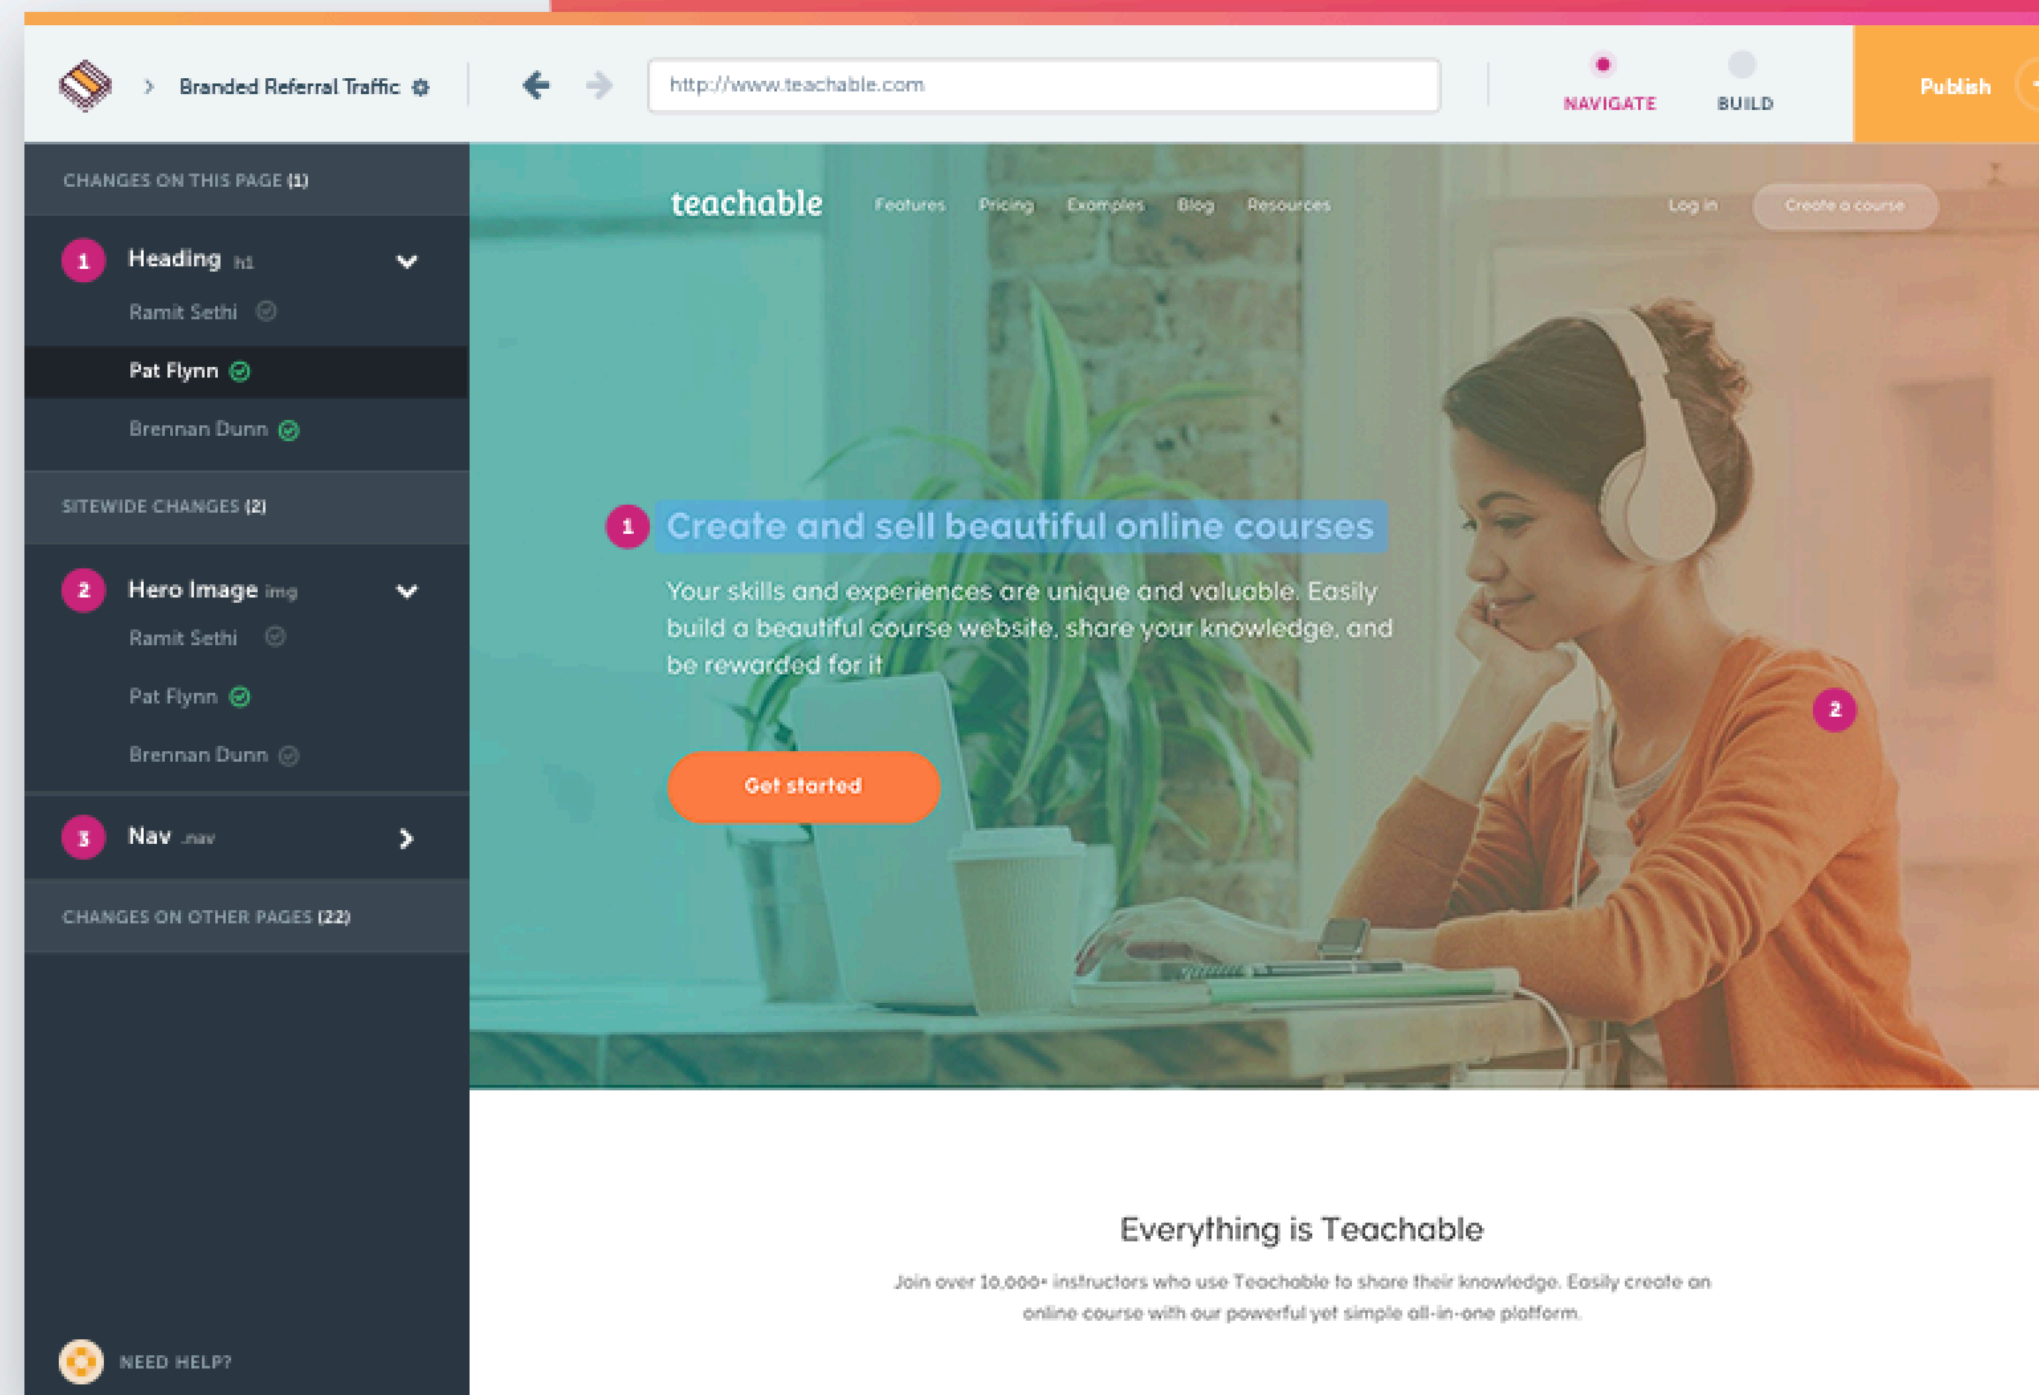 Branded Referral Traffic
http://www.teachable.com
NAVIGATE
BUILD
Publish
CHANGES ON THIS PAGE (1)
1 Heading h1
Ramit Sethi
Pat Flynn
Brennan Dunn
SITEWIDE CHANGES (2)
2 Hero Image img
Ramit Sethi
Pat Flynn
Brennan Dunn
3 Nav .nav
CHANGES ON OTHER PAGES (22)
NEED HELP?
teachable Features Pricing Examples Blog Resources Log in Create a course
1 Create and sell beautiful online courses
Your skills and experiences are unique and valuable. Easily
build a beautiful course website, share your knowledge, and
be rewarded for it
2
Get started
Everything is Teachable
Join over 10,000+ instructors who use Teachable to share their knowledge. Easily create an
online course with our powerful yet simple all-in-one platform.